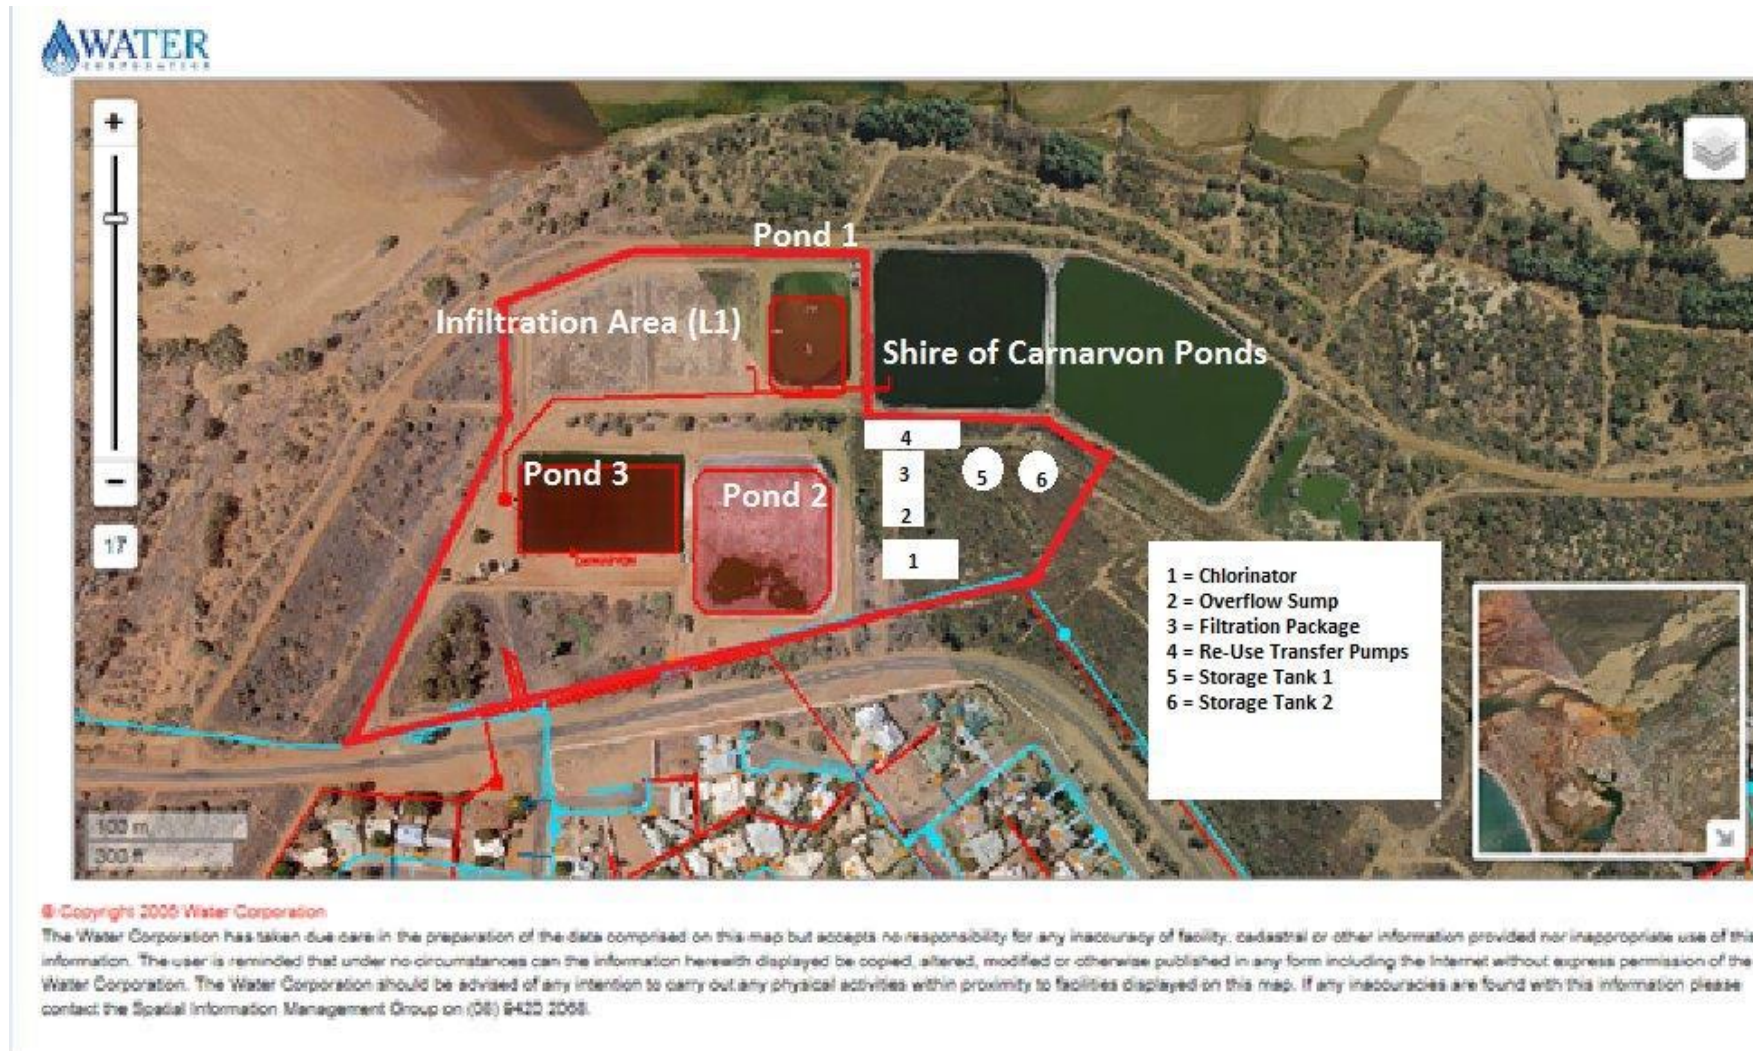 WATER
CORPORATION
+
Pond 1
Infiltration Area (L1)
Shire of Carnarvon Ponds
4
Pond 3
3
5
6
Pond 2
−
2
17
1
CARNARVON
1 = Chlorinator
2 = Overflow Sump
3 = Filtration Package
4 = Re-Use Transfer Pumps
5 = Storage Tank 1
6 = Storage Tank 2
100 m
300 ft
The Water Corporation has taken due care in the preparation of the data comprised on this map but accepts no responsibility for any inaccuracy of facility, cadastral or other information provided nor inappropriate use of this
information. The user is reminded that under no circumstances can the information herewith displayed be copied, altered, modified or otherwise published in any form including the Internet without express permission of the
Water Corporation. The Water Corporation should be advised of any intention to carry out any physical activities within proximity to facilities displayed on this map. If any inaccuracies are found with this information please
contact the Spatial Information Management Group on (08) 9420 2068.